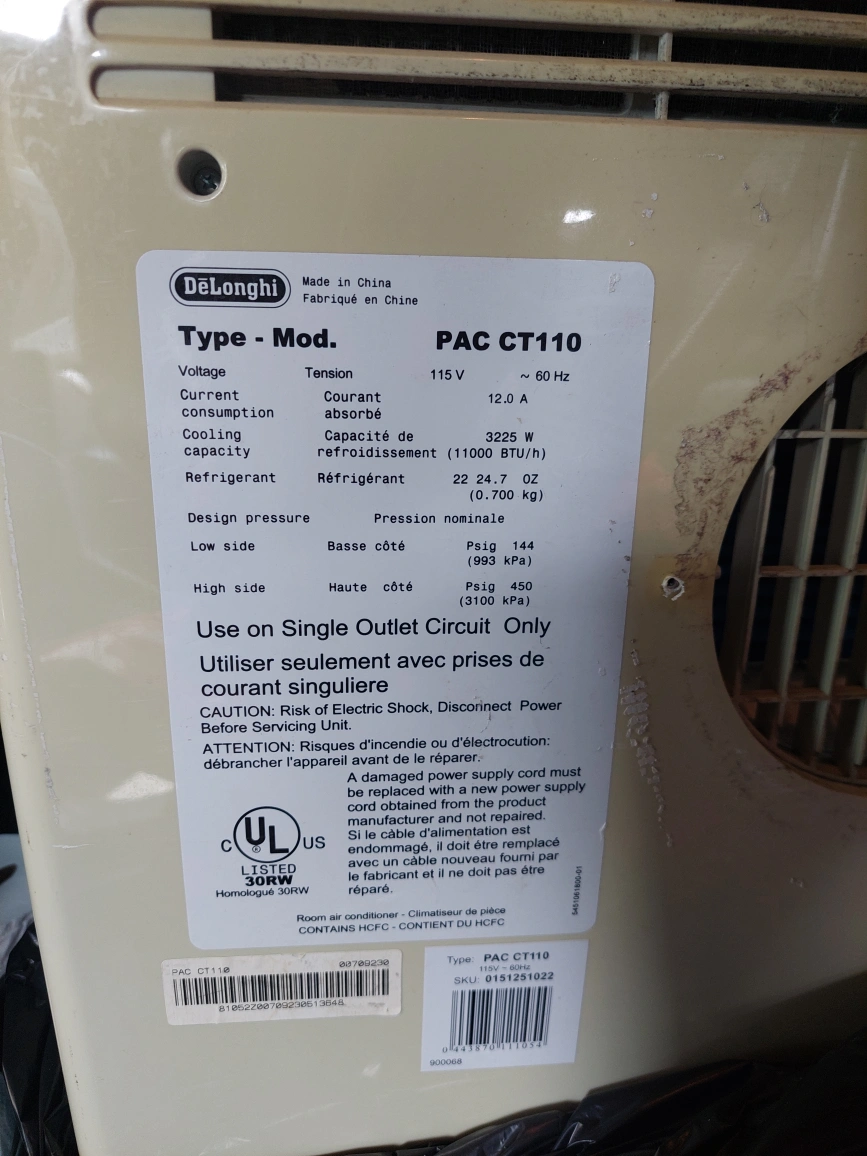 DēLonghi
Made in China
Fabriqué en Chine
Type - Mod. PAC CT110
Voltage Tension 115 V ~ 60 Hz
Current Courant 12.0 A
consumption absorbé
Cooling Capacité de 3225 W
capacity refroidissement (11000 BTU/h)
Refrigerant Réfrigérant 22 24.7 OZ
(0.700 kg)
Design pressure Pression nominale
Low side Basse côté Psig 144
(993 kPa)
High side Haute côté Psig 450
(3100 kPa)
Use on Single Outlet Circuit Only
Utiliser seulement avec prises de
courant singuliere
CAUTION: Risk of Electric Shock, Disconnect Power
Before Servicing Unit.
ATTENTION: Risques d'incendie ou d'électrocution:
débrancher l'appareil avant de le réparer.
A damaged power supply cord must
be replaced with a new power supply
cord obtained from the product
manufacturer and not repaired.
Si le câble d'alimentation est
endommagé, il doit étre remplacé
avec un câble nouveau fourni par
le fabricant et il ne doit pas être
réparé.
C UL ® US
LISTED
30RW
Homologué 30RW
5451061800-01
Room air conditioner - Climatiseur de pièce
CONTAINS HCFC - CONTIENT DU HCFC
PAC CT110 00709230
81052Z00709230513648
Type: PAC CT110
115V ~ 60Hz
SKU: 0151251022
0 44387011105 4
900068